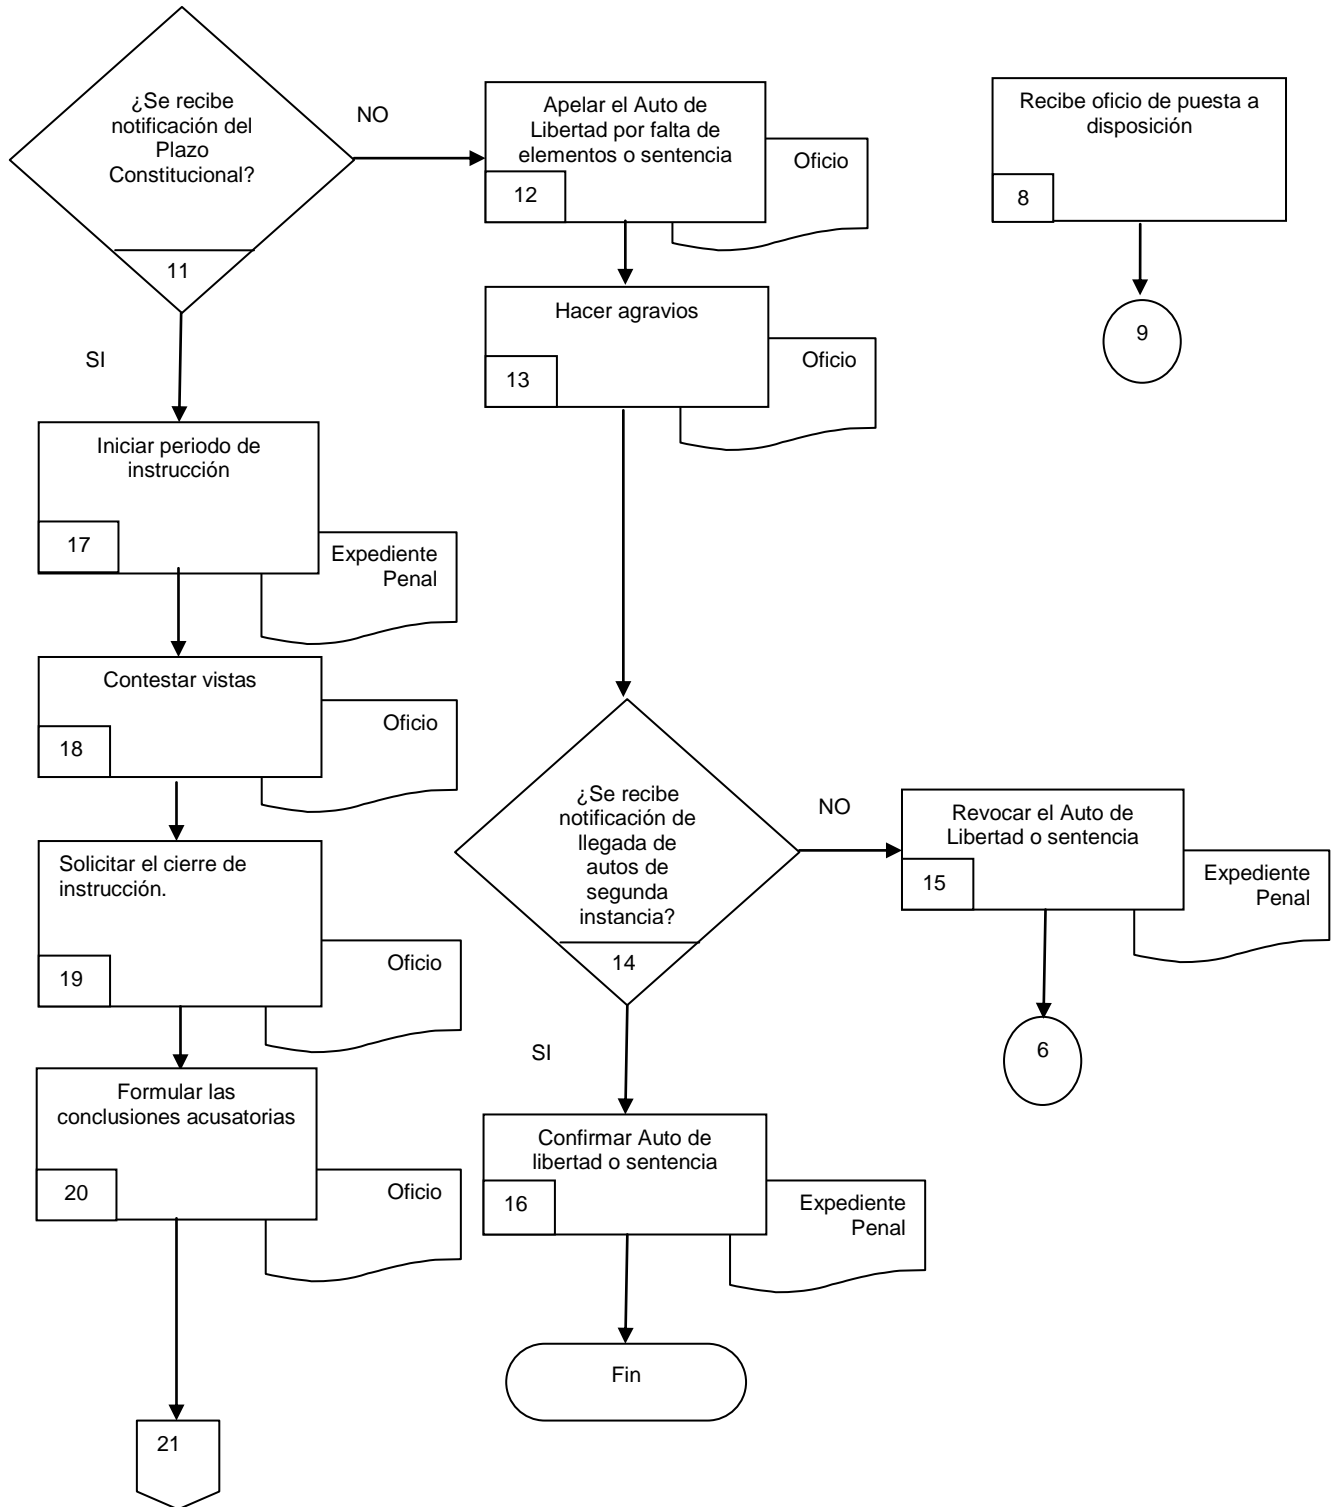 ¿Se recibe
notificación del
Plazo
Constitucional?
11
NO
SI
Apelar el Auto de
Libertad por falta de
elementos o sentencia
12
Oficio
Recibe oficio de puesta a
disposición
8
9
Hacer agravios
13
Oficio
Iniciar periodo de
instrucción
17
Expediente
Penal
Contestar vistas
18
Oficio
Solicitar el cierre de
instrucción.
19
Oficio
Formular las
conclusiones acusatorias
20
Oficio
21
¿Se recibe
notificación de
llegada de
autos de
segunda
instancia?
14
NO
SI
Revocar el Auto de
Libertad o sentencia
15
Expediente
Penal
6
Confirmar Auto de
libertad o sentencia
16
Expediente
Penal
Fin